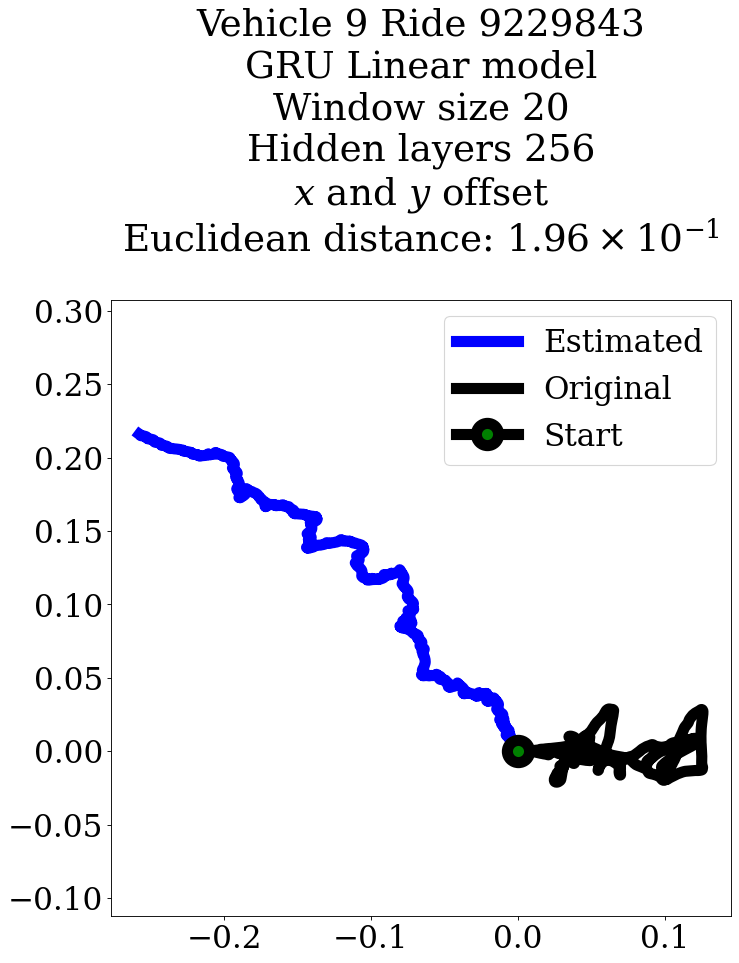 Vehicle 9 Ride 9229843
GRU Linear model
Window size 20
Hidden layers 256
x and y offset
Euclidean distance: 1.96 × 10⁻¹
Estimated
Original
Start
0.30
0.25
0.20
0.15
0.10
0.05
0.00
−0.05
−0.10
−0.2 −0.1 0.0 0.1